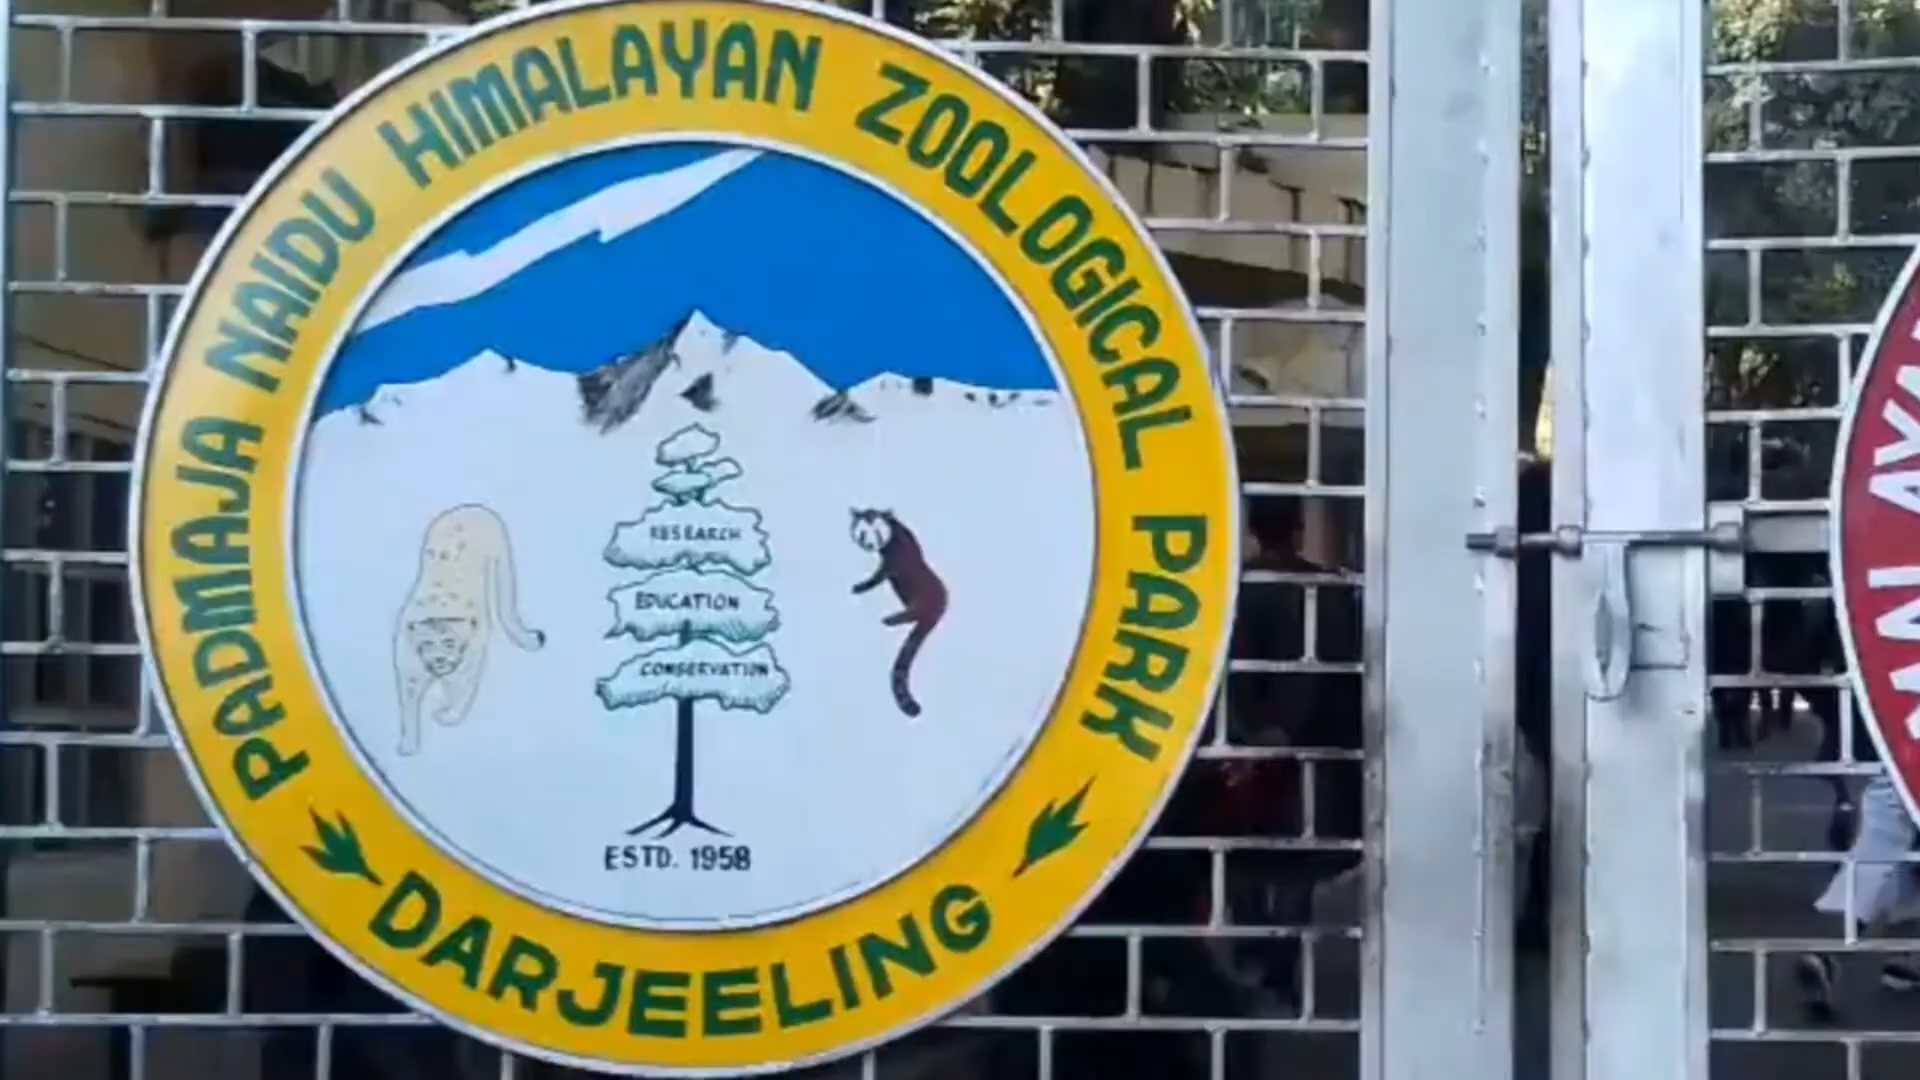 PADMAJA NAIDU HIMALAYAN ZOOLOGICAL PARK
RESEARCH
EDUCATION
CONSERVATION
ESTD. 1958
DARJEELING